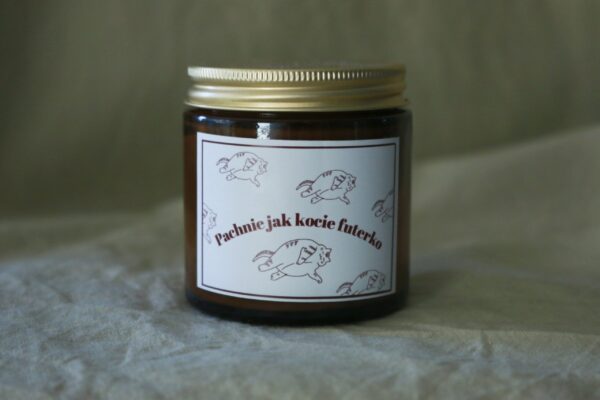 Pachnie jak kocie futerko